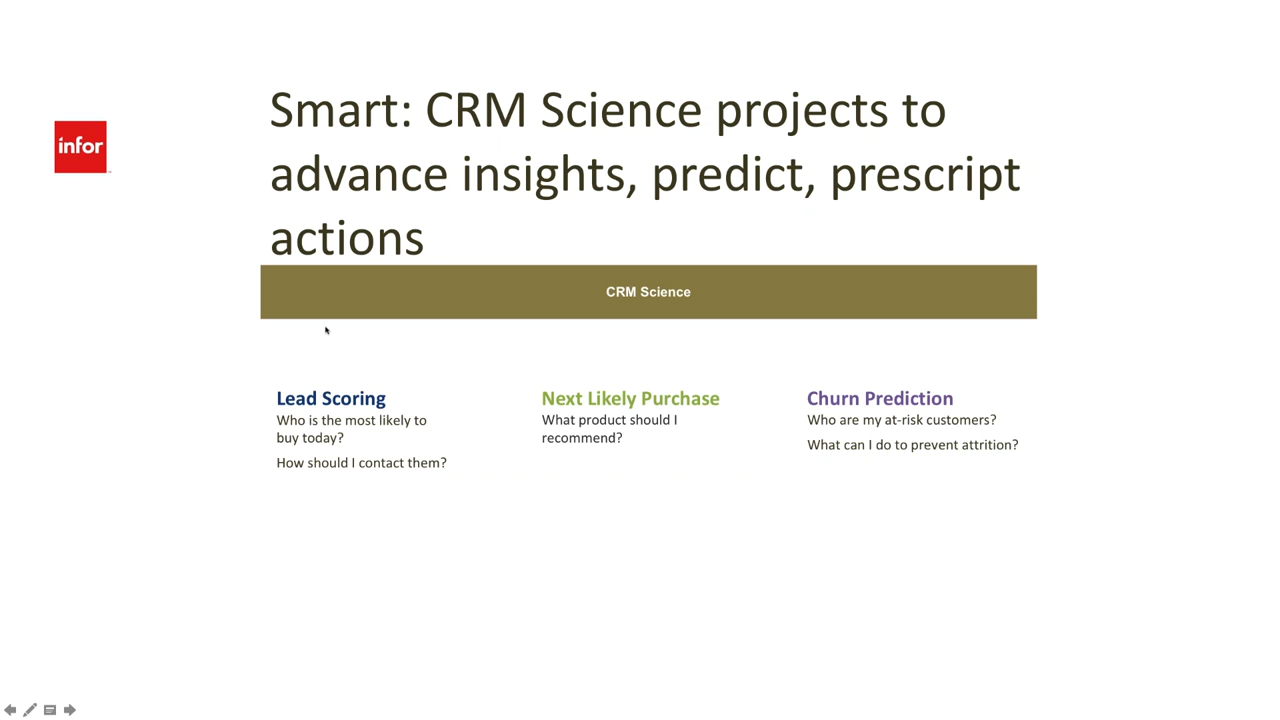 Smart: CRM Science projects to
advance insights, predict, prescript
actions
infor
CRM Science
Lead Scoring
Who is the most likely to
buy today?
How should I contact them?
Next Likely Purchase
What product should I
recommend?
Churn Prediction
Who are my at-risk customers?
What can I do to prevent attrition?